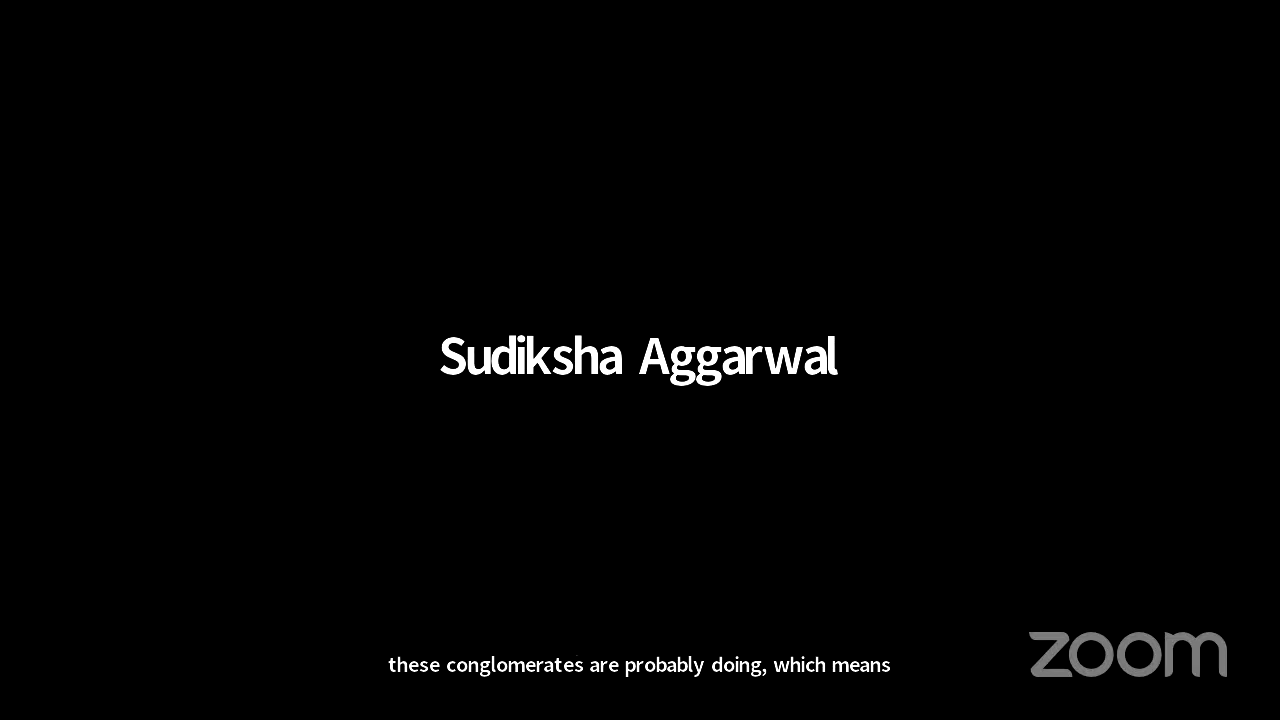 Sudiksha Aggarwal
these conglomerates are probably doing, which means
zoom